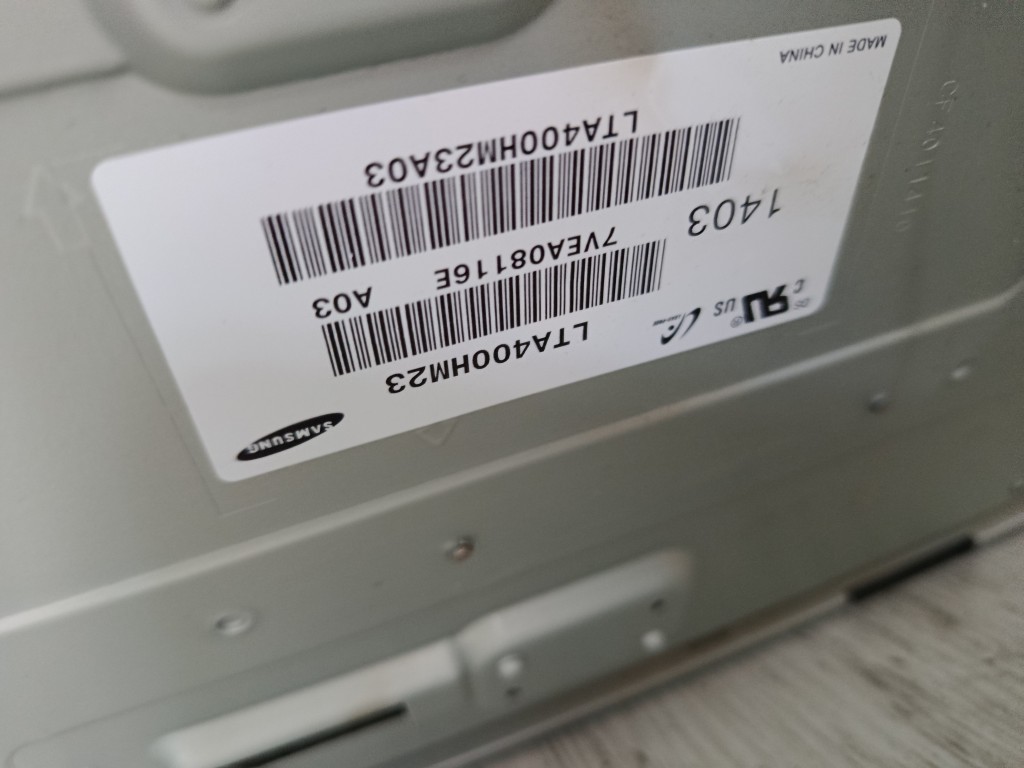 SAMSUNG
LTA400HM23
C US
7VEA08116E A03
1403
LTA400HM23A03
MADE IN CHINA